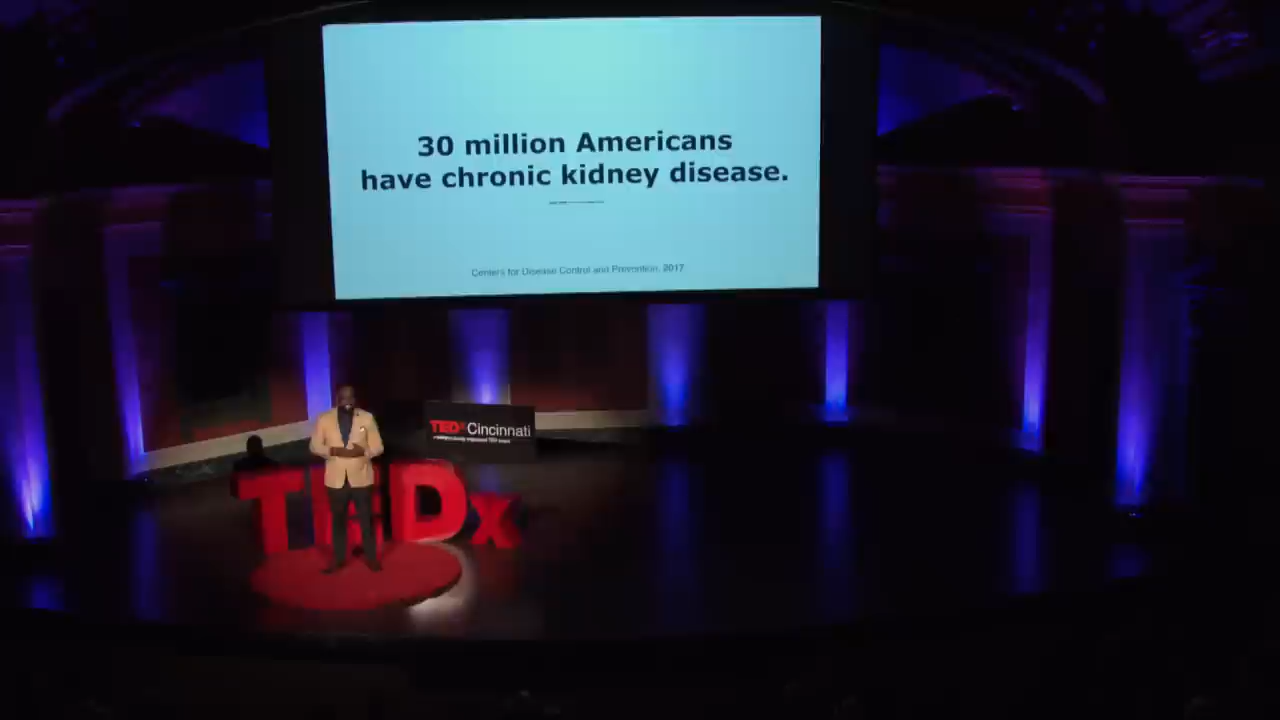 30 million Americans
have chronic kidney disease.
Centers for Disease Control and Prevention, 2017
TEDxCincinnati
TEDx